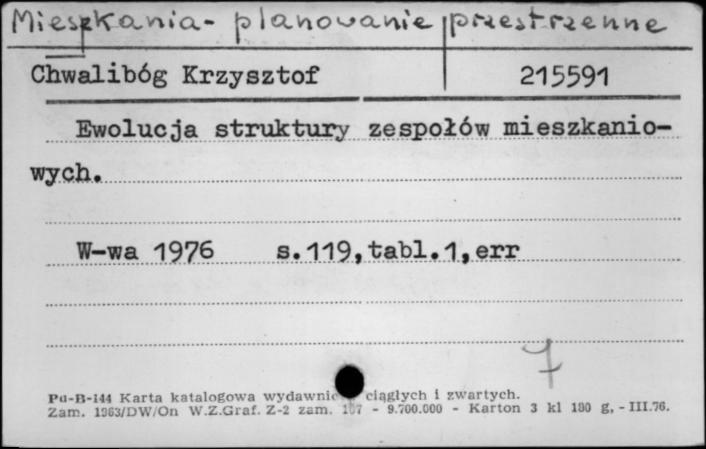 Mieszkania - planowanie przestrzenne
Chwalibóg Krzysztof 215591
Ewolucja struktury zespołów mieszkanio-
wych.
W-wa 1976 s.119,tabl.1,err
7
Pu-B-144 Karta katalogowa ciągłych i zwartych.
Zam. 1963/DW/On W.Z.Graf. Z-2 zam. - 9.700.000 - Karton 3 kl 180 g, - III.76.